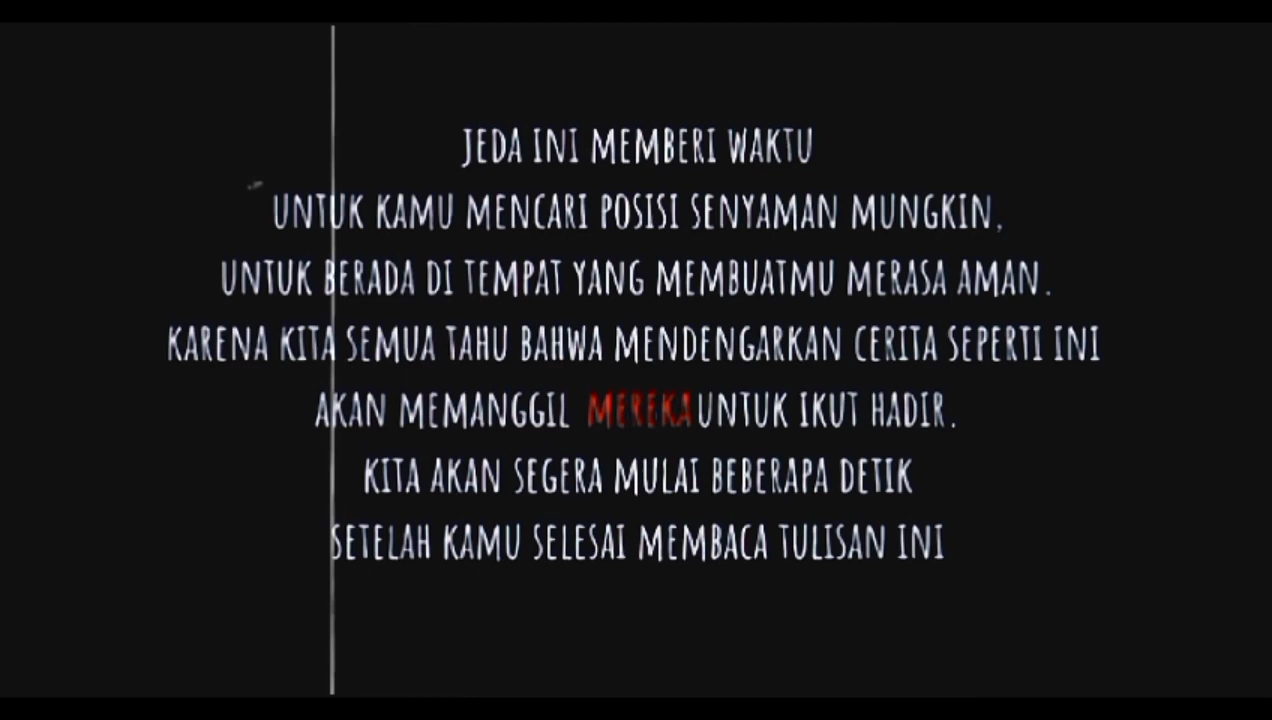 JEDA INI MEMBERI WAKTU
UNTUK KAMU MENCARI POSISI SENYAMAN MUNGKIN,
UNTUK BERADA DI TEMPAT YANG MEMBUATMU MERASA AMAN.
KARENA KITA SEMUA TAHU BAHWA MENDENGARKAN CERITA SEPERTI INI
AKAN MEMANGGIL MEREKA UNTUK IKUT HADIR.
KITA AKAN SEGERA MULAI BEBERAPA DETIK
SETELAH KAMU SELESAI MEMBACA TULISAN INI